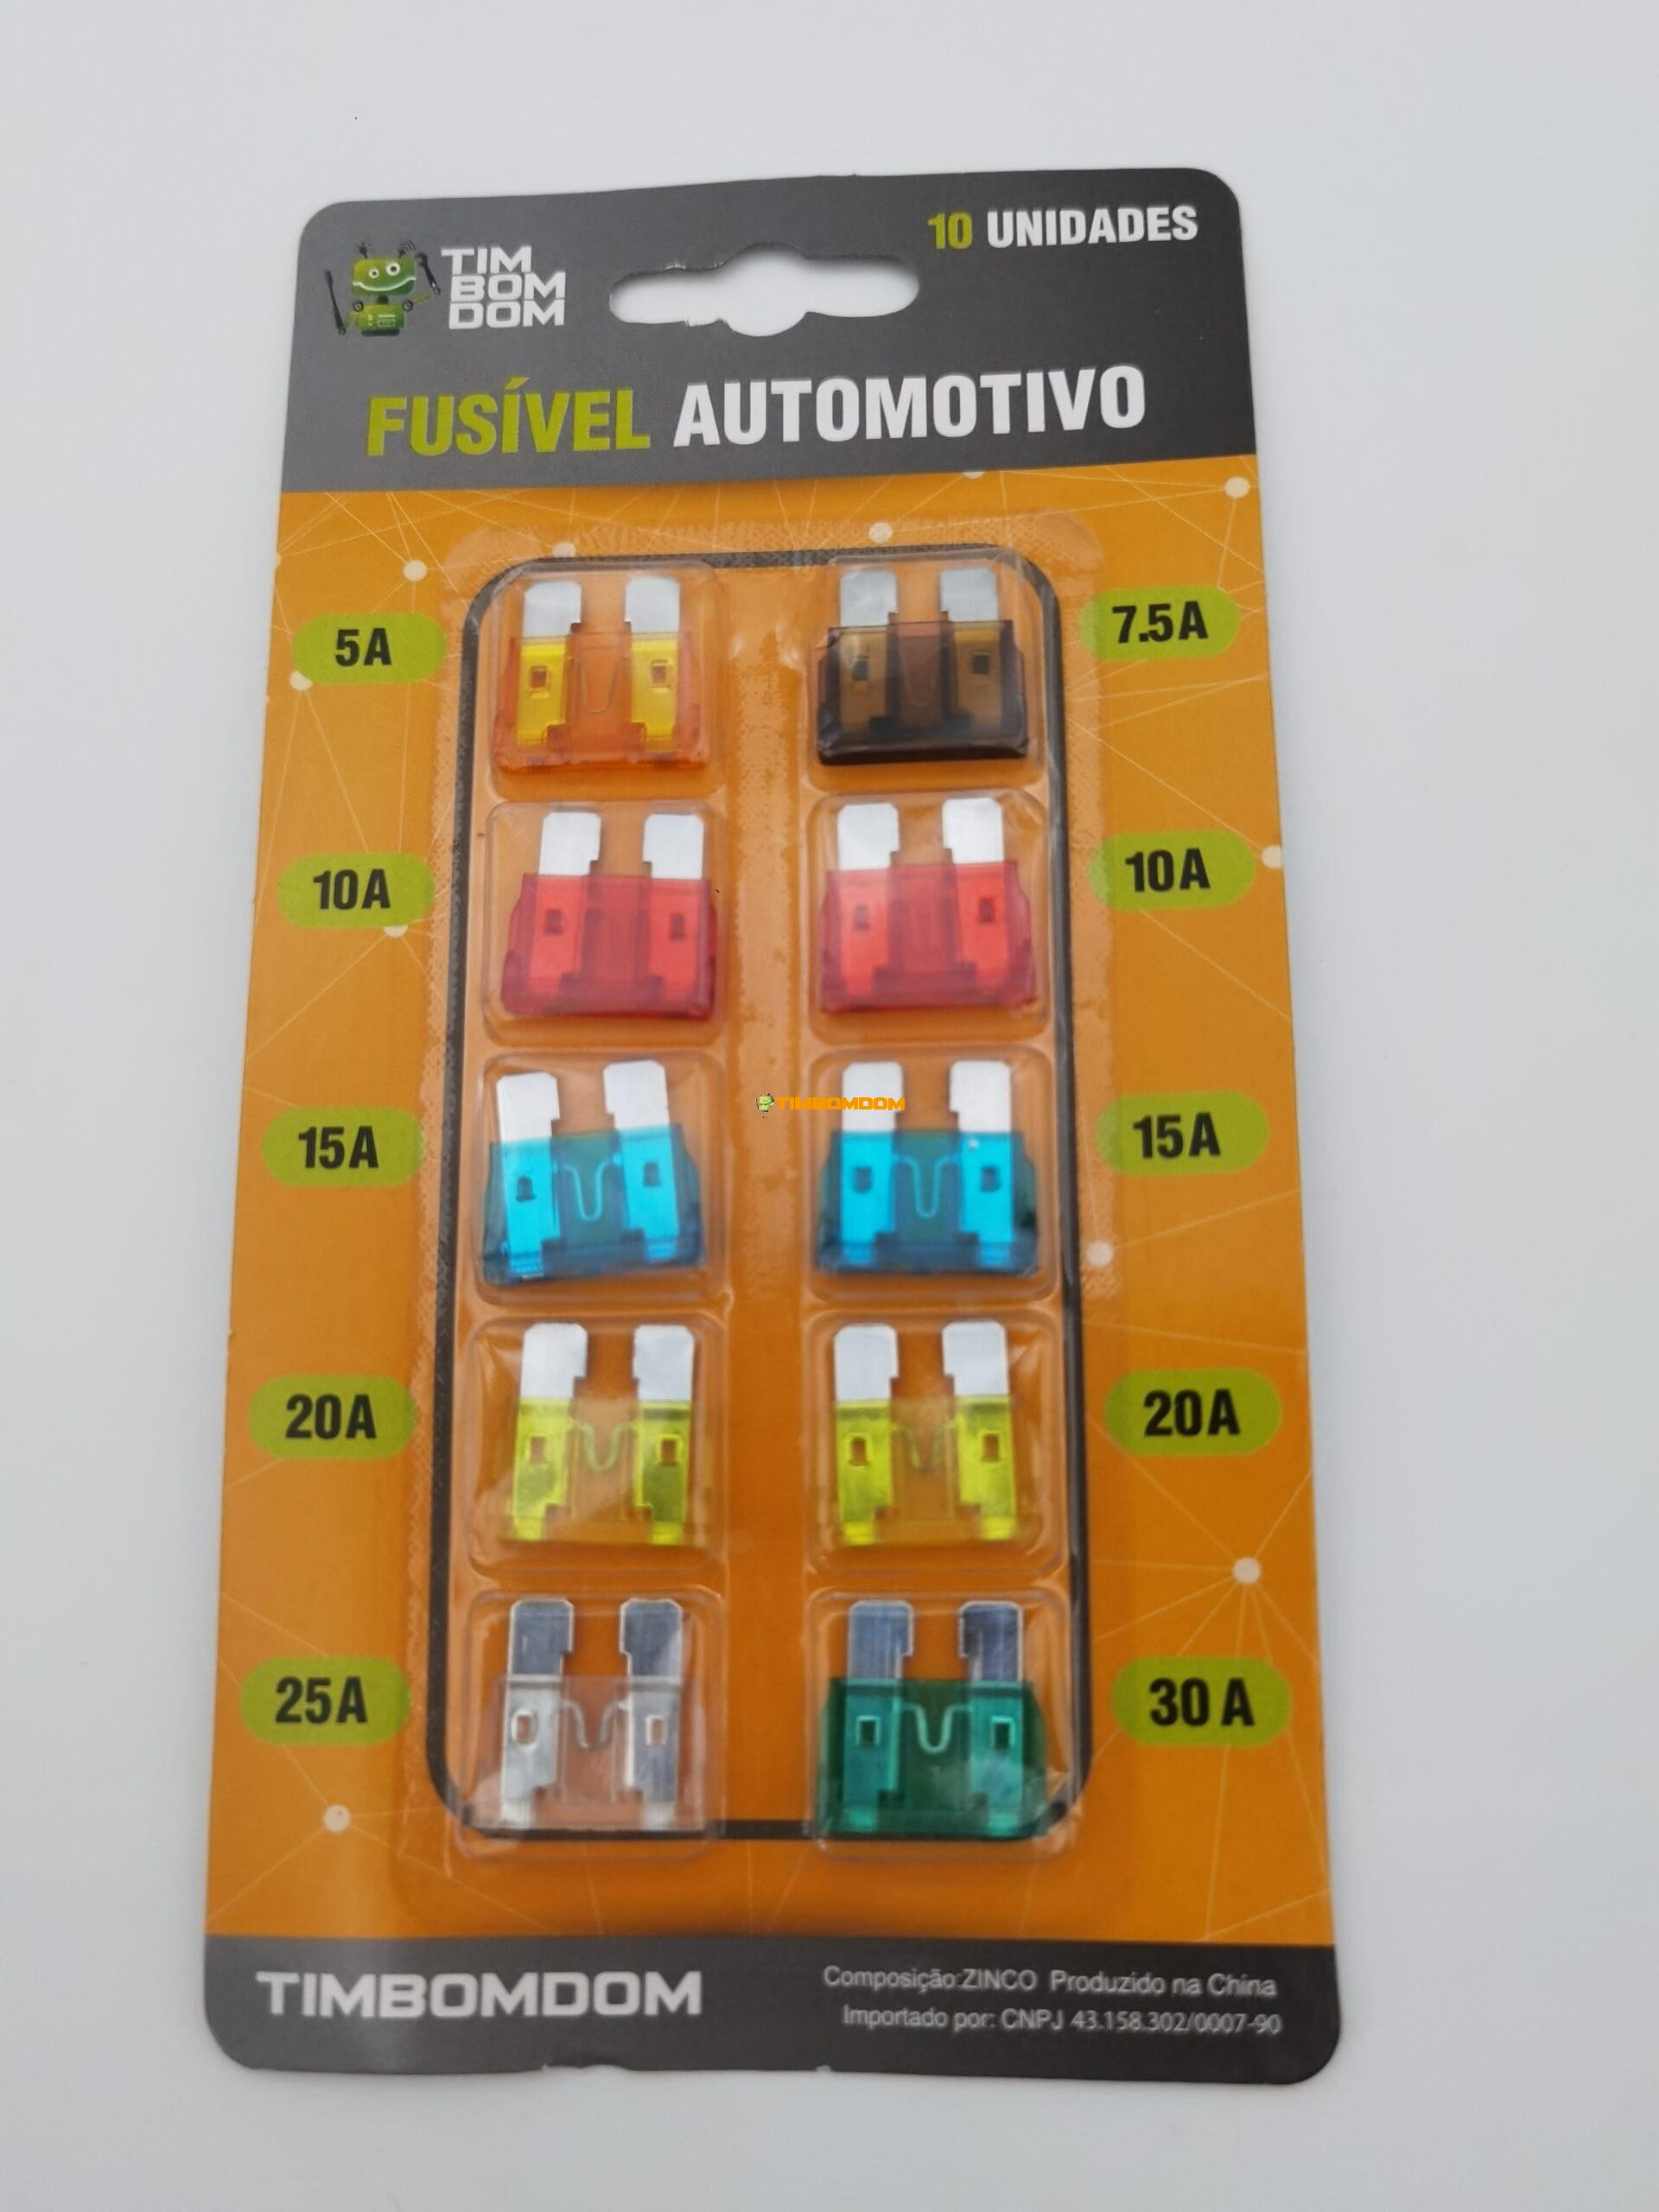 10 UNIDADES
TIM
BOM
DOM
FUSÍVEL AUTOMOTIVO
5A
7.5A
10A
10A
15A
TIMBOMDOM
15A
20A
20A
25A
30 A
TIMBOMDOM
Composição:ZINCO Produzido na China
Importado por: CNPJ 43.158.302/0007-90